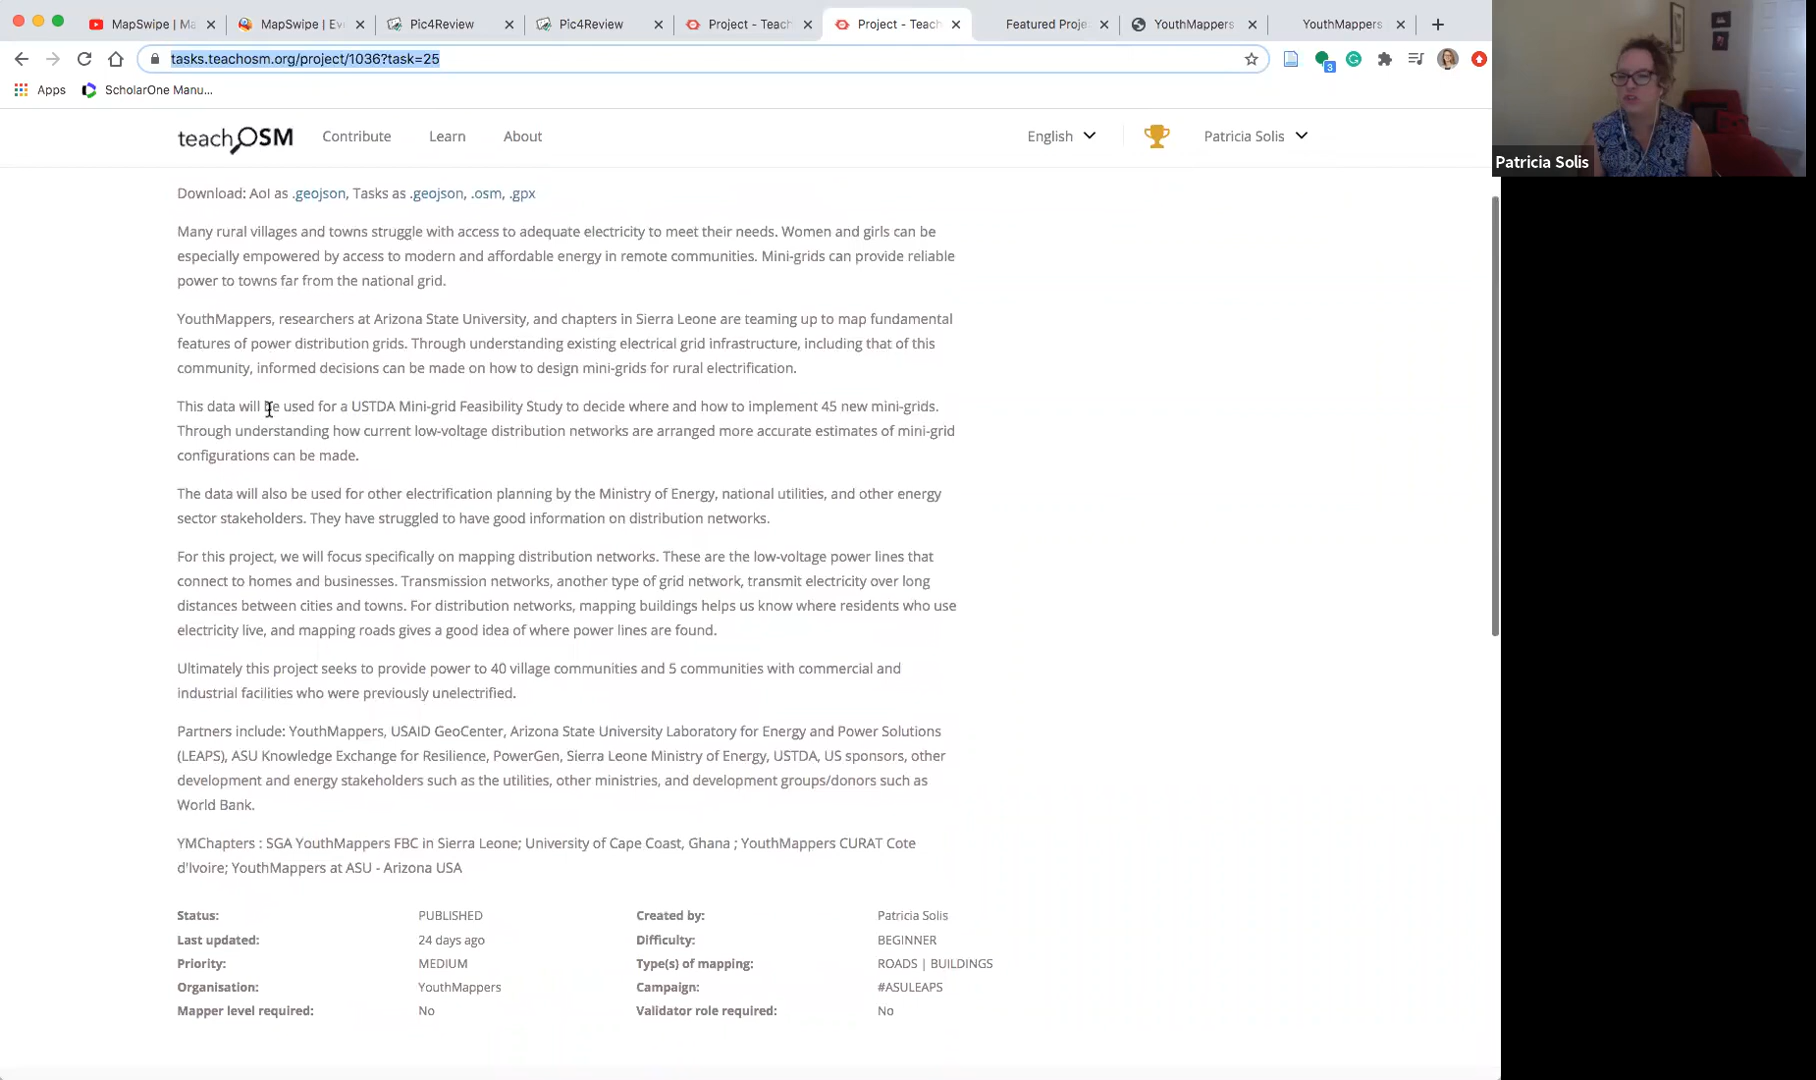 MapSwipe | Ma
MapSwipe | Eve
Pic4Review
Pic4Review
Project - Teach
Project - Teach
Featured Proje
YouthMappers
YouthMappers
tasks.teachosm.org/project/1036?task=25
3
Apps
ScholarOne Manu...
teachOSM
Contribute
Learn
About
English
Patricia Solis
Patricia Solis
Download: AoI as .geojson, Tasks as .geojson, .osm, .gpx
Many rural villages and towns struggle with access to adequate electricity to meet their needs. Women and girls can be
especially empowered by access to modern and affordable energy in remote communities. Mini-grids can provide reliable
power to towns far from the national grid.
YouthMappers, researchers at Arizona State University, and chapters in Sierra Leone are teaming up to map fundamental
features of power distribution grids. Through understanding existing electrical grid infrastructure, including that of this
community, informed decisions can be made on how to design mini-grids for rural electrification.
This data will be used for a USTDA Mini-grid Feasibility Study to decide where and how to implement 45 new mini-grids.
Through understanding how current low-voltage distribution networks are arranged more accurate estimates of mini-grid
configurations can be made.
The data will also be used for other electrification planning by the Ministry of Energy, national utilities, and other energy
sector stakeholders. They have struggled to have good information on distribution networks.
For this project, we will focus specifically on mapping distribution networks. These are the low-voltage power lines that
connect to homes and businesses. Transmission networks, another type of grid network, transmit electricity over long
distances between cities and towns. For distribution networks, mapping buildings helps us know where residents who use
electricity live, and mapping roads gives a good idea of where power lines are found.
Ultimately this project seeks to provide power to 40 village communities and 5 communities with commercial and
industrial facilities who were previously unelectrified.
Partners include: YouthMappers, USAID GeoCenter, Arizona State University Laboratory for Energy and Power Solutions
(LEAPS), ASU Knowledge Exchange for Resilience, PowerGen, Sierra Leone Ministry of Energy, USTDA, US sponsors, other
development and energy stakeholders such as the utilities, other ministries, and development groups/donors such as
World Bank.
YMChapters : SGA YouthMappers FBC in Sierra Leone; University of Cape Coast, Ghana ; YouthMappers CURAT Cote
d'Ivoire; YouthMappers at ASU - Arizona USA
Status: PUBLISHED Created by: Patricia Solis
Last updated: 24 days ago Difficulty: BEGINNER
Priority: MEDIUM Type(s) of mapping: ROADS | BUILDINGS
Organisation: YouthMappers Campaign: #ASULEAPS
Mapper level required: No Validator role required: No